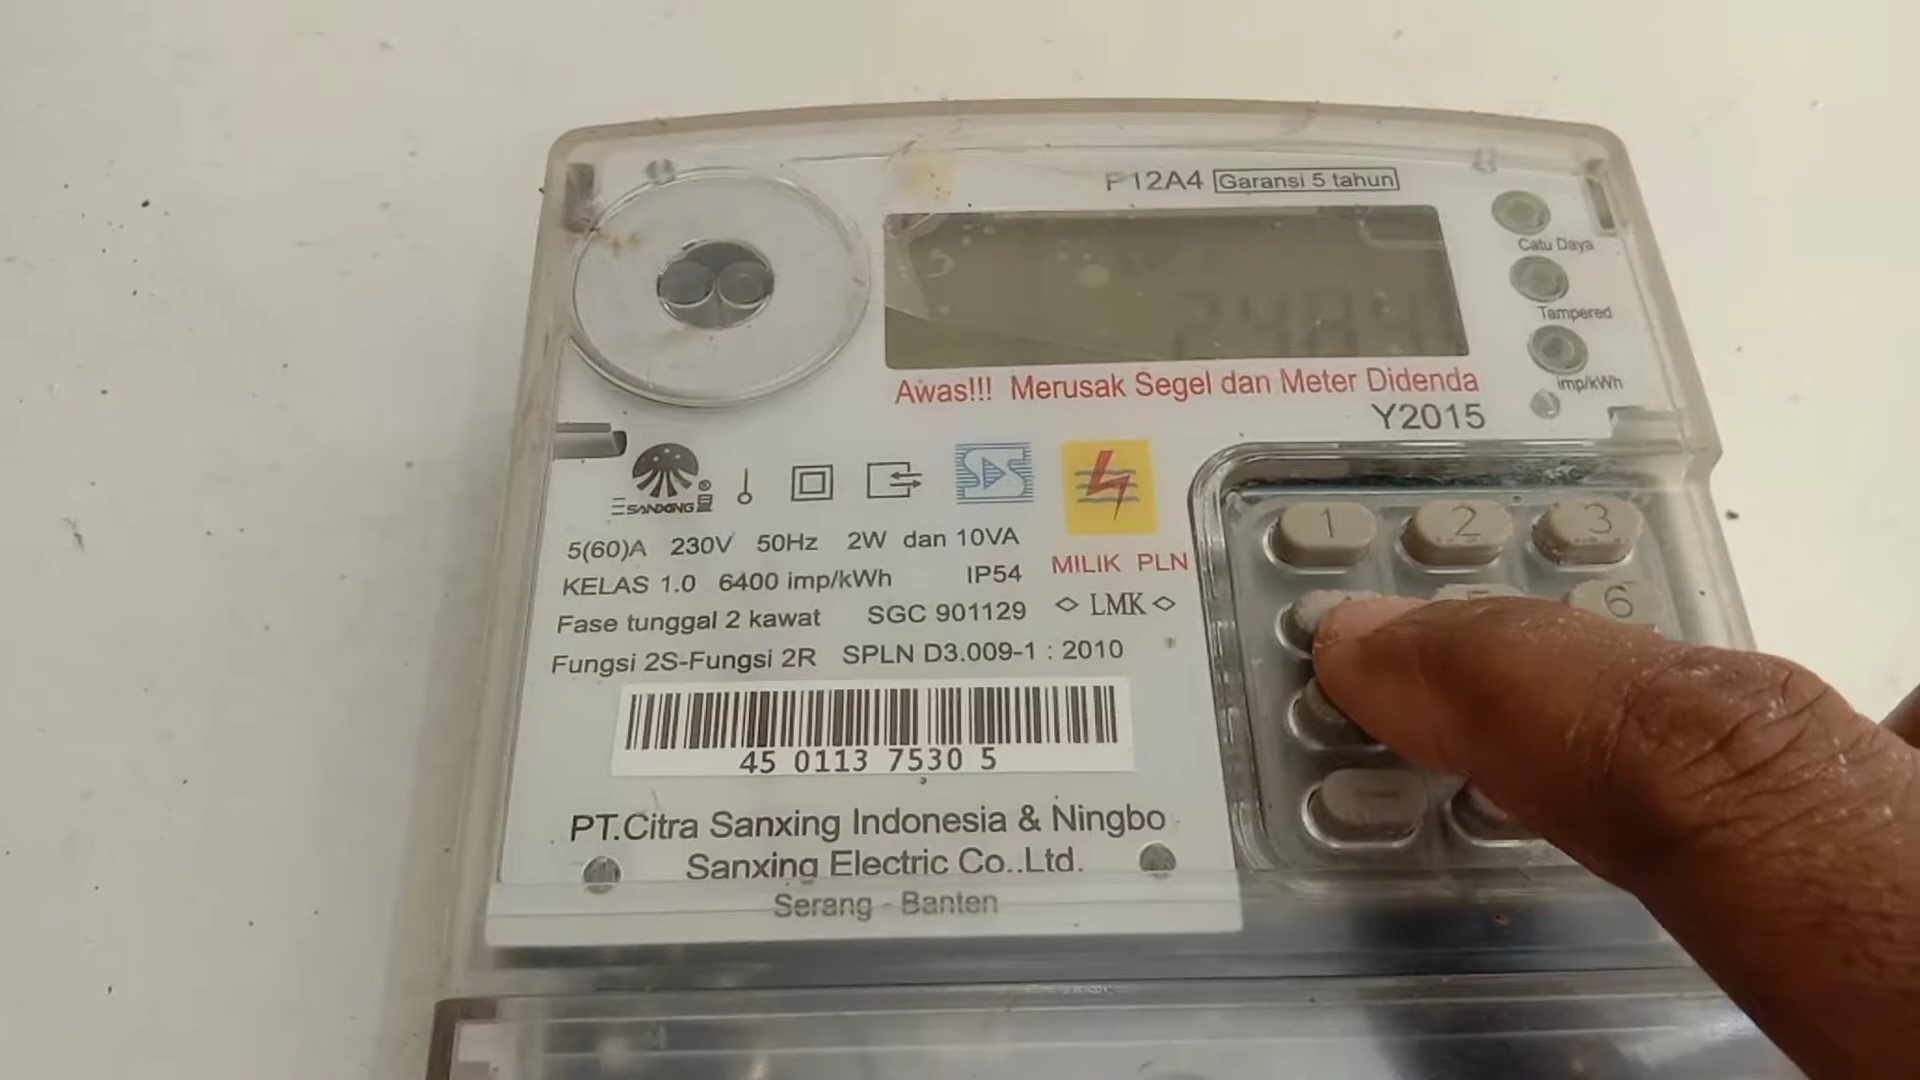 P12A4 Garansi 5 tahun
Catu Daya
Tampered
imp/kWh
Awas!!! Merusak Segel dan Meter Didenda
Y2015
SANXING ®
5(60)A 230V 50Hz 2W dan 10VA
KELAS 1.0 6400 imp/kWh IP54
MILIK PLN
Fase tunggal 2 kawat SGC 901129
LMK
Fungsi 2S-Fungsi 2R SPLN D3.009-1 : 2010
45 0113 7530 5
PT.Citra Sanxing Indonesia & Ningbo
Sanxing Electric Co..Ltd.
Serang - Banten
1 2 3
6